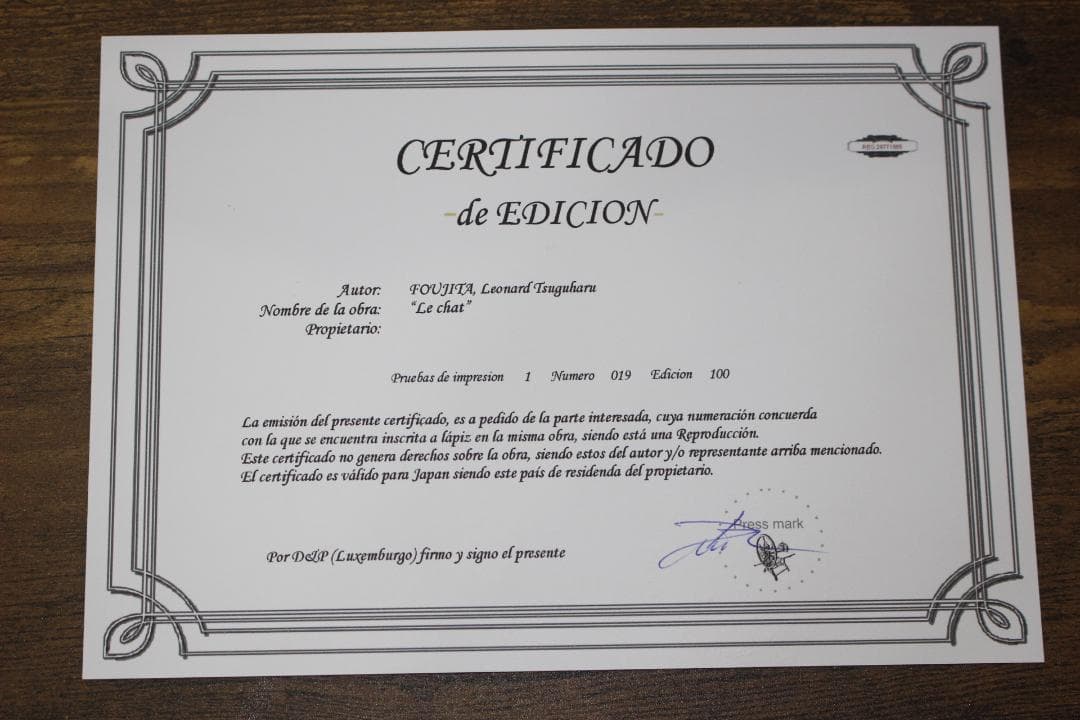 CERTIFICADO
-de EDICION-
Autor: FOUJITA, Leonard Tsuguharu
Nombre de la obra: "Le chat"
Propietario:
Pruebas de impresion 1 Numero 019 Edicion 100
La emisión del presente certificado, es a pedido de la parte interesada, cuya numeración concuerda
con la que se encuentra inscrita a lápiz en la misma obra, siendo está una Reproducción.
Este certificado no genera derechos sobre la obra, siendo estos del autor y/o representante arriba mencionado.
El certificado es válido para Japan siendo este país de residenda del propietario.
Press mark
Por D&P (Luxemburgo) firmo y signo el presente